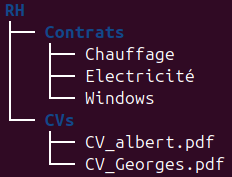 RH
Contrats
Chauffage
Electricité
Windows
CVs
CV_albert.pdf
CV_Georges.pdf